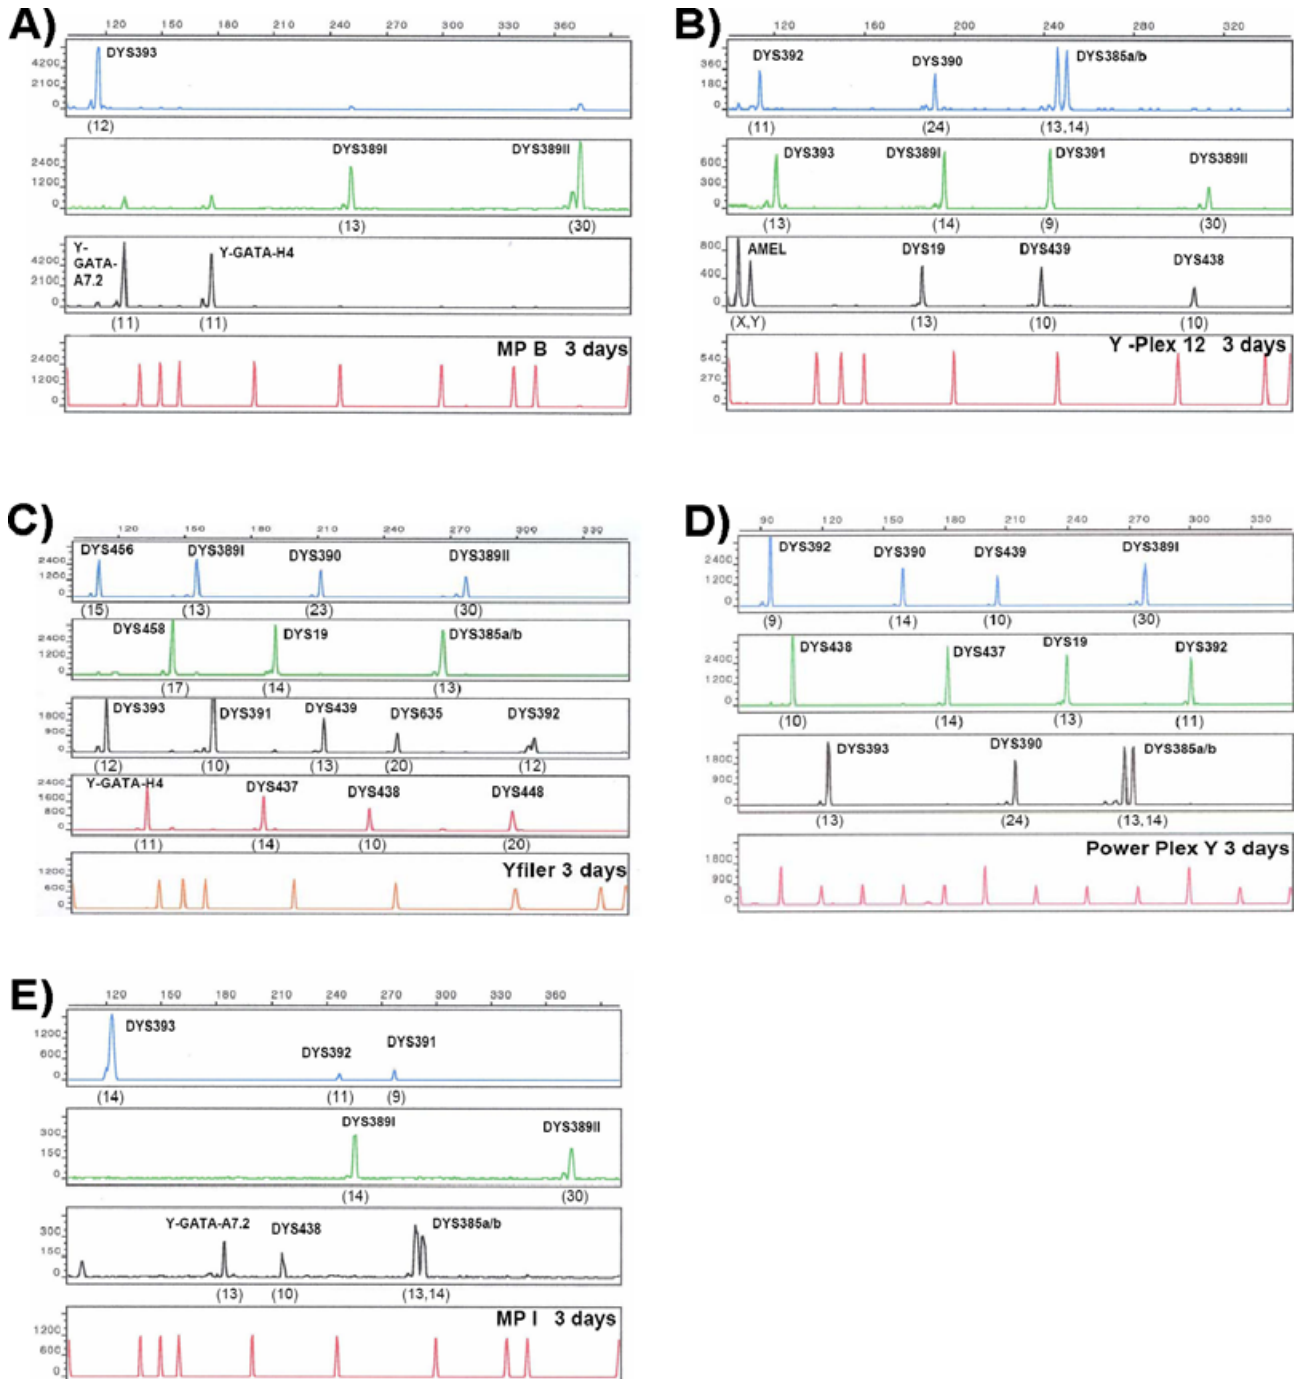 A)
120 180 240 300 360
DYS393
4200
2100
0
(12)
DYS389I DYS389II
2400
1200
0
(13) (30)
Y-
GATA-
A7.2
Y-GATA-H4
4200
2100
0
(11) (11)
MP B 3 days
2400
1200
0
B)
120 160 200 240 280 320
DYS392 DYS390 DYS385a/b
360
180
0
(11) (24) (13,14)
DYS393 DYS389I DYS391 DYS389II
600
300
0
(13) (14) (9) (30)
AMEL DYS19 DYS439 DYS438
800
400
0
(X,Y) (13) (10) (10)
Y -Plex 12 3 days
540
270
0
C)
120 150 180 210 240 270 300 330
DYS456 DYS389I DYS390 DYS389II
2400
1200
0
(15) (13) (23) (30)
DYS458 DYS19 DYS385a/b
2400
1200
0
(17) (14) (13)
DYS393 DYS391 DYS439 DYS635 DYS392
1800
900
0
(12) (10) (13) (20) (12)
Y-GATA-H4 DYS437 DYS438 DYS448
2400
1600
800
0
(11) (14) (10) (20)
Yfiler 3 days
1200
600
0
D)
90 120 150 180 210 240 270 300 330
DYS392 DYS390 DYS439 DYS389I
2400
1200
0
(9) (14) (10) (30)
DYS438 DYS437 DYS19 DYS392
2400
1200
0
(10) (14) (13) (11)
DYS393 DYS390 DYS385a/b
1800
900
0
(13) (24) (13,14)
Power Plex Y 3 days
1800
900
0
E)
120 150 180 210 240 270 300 330 360
DYS393 DYS392 DYS391
1200
600
0
(14) (11) (9)
DYS389I DYS389II
300
150
0
(14) (30)
Y-GATA-A7.2 DYS438 DYS385a/b
300
150
0
(13) (10) (13,14)
MP I 3 days
1200
600
0